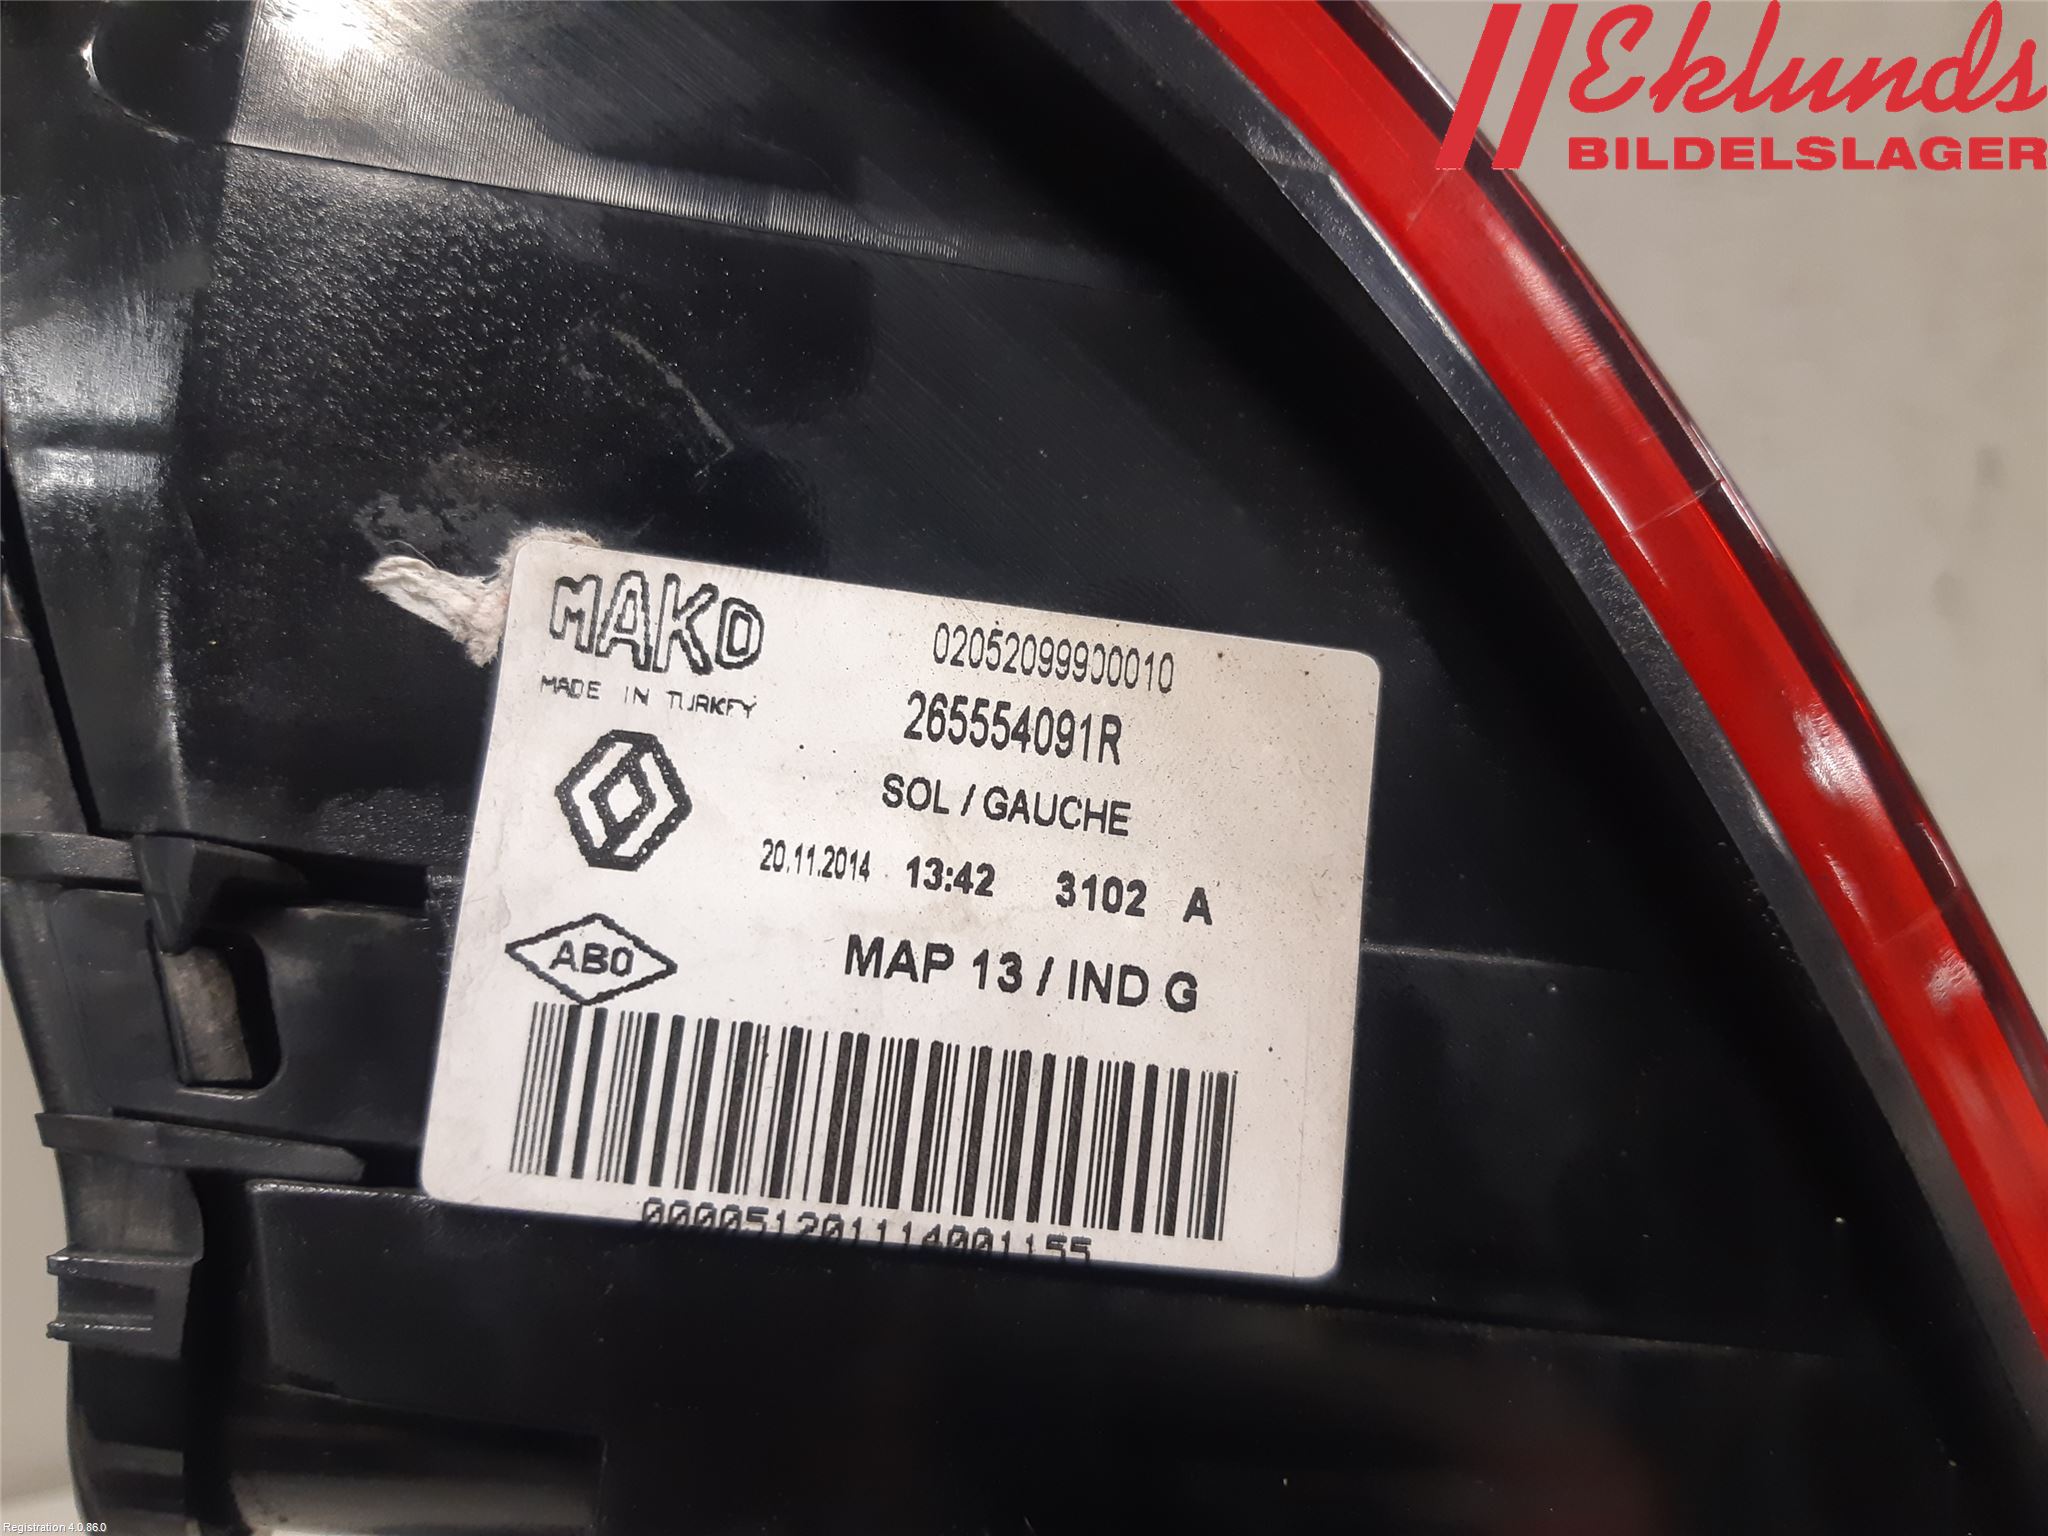 Eklunds
BILDELSLAGER
MAKO
MADE IN TURKEY
02052099900010
265554091R
SOL / GAUCHE
20.11.2014 13:42 3102 A
ABO
MAP 13 / IND G
000051201114001155
Registration 4.0.86.0